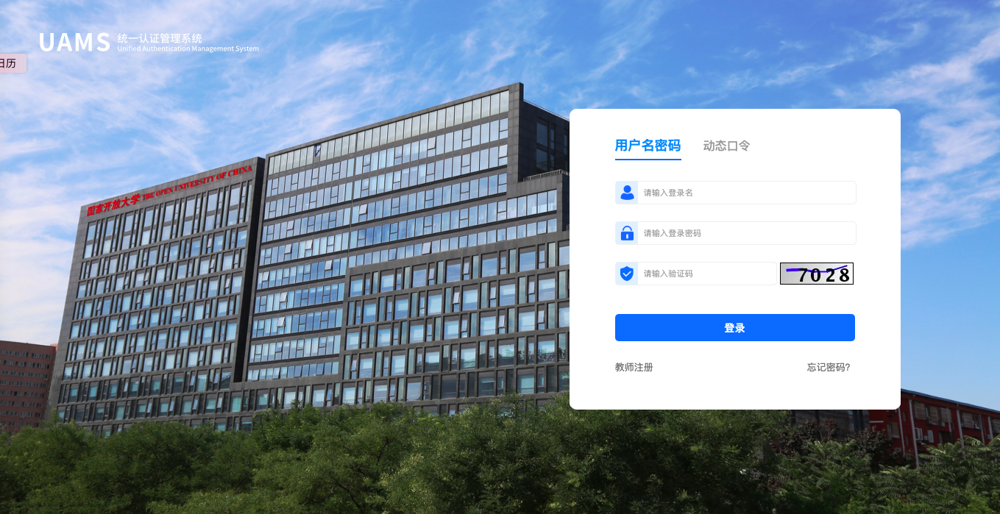 UAMS 统一认证管理系统
Unified Authentication Management System
日历
国家开放大学 THE OPEN UNIVERSITY OF CHINA
用户名密码 动态口令
请输入登录名
请输入登录密码
请输入验证码 7028
登录
教师注册 忘记密码?